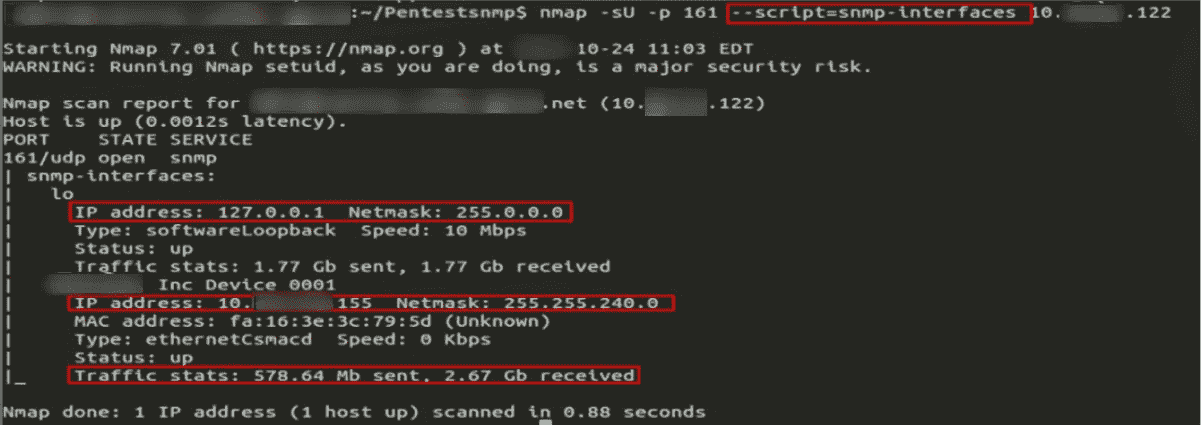 :~/Pentestsnmp$ nmap -sU -p 161 --script=snmp-interfaces 10. .122
Starting Nmap 7.01 ( https://nmap.org ) at 10-24 11:03 EDT
WARNING: Running Nmap setuid, as you are doing, is a major security risk.
Nmap scan report for .net (10. .122)
Host is up (0.0012s latency).
PORT STATE SERVICE
161/udp open snmp
| snmp-interfaces:
| lo
| IP address: 127.0.0.1 Netmask: 255.0.0.0
| Type: softwareLoopback Speed: 10 Mbps
| Status: up
| Traffic stats: 1.77 Gb sent, 1.77 Gb received
| Inc Device 0001
| IP address: 10. 155 Netmask: 255.255.240.0
| MAC address: fa:16:3e:3c:79:5d (Unknown)
| Type: ethernetCsmacd Speed: 0 Kbps
| Status: up
|_ Traffic stats: 578.64 Mb sent, 2.67 Gb received
Nmap done: 1 IP address (1 host up) scanned in 0.88 seconds